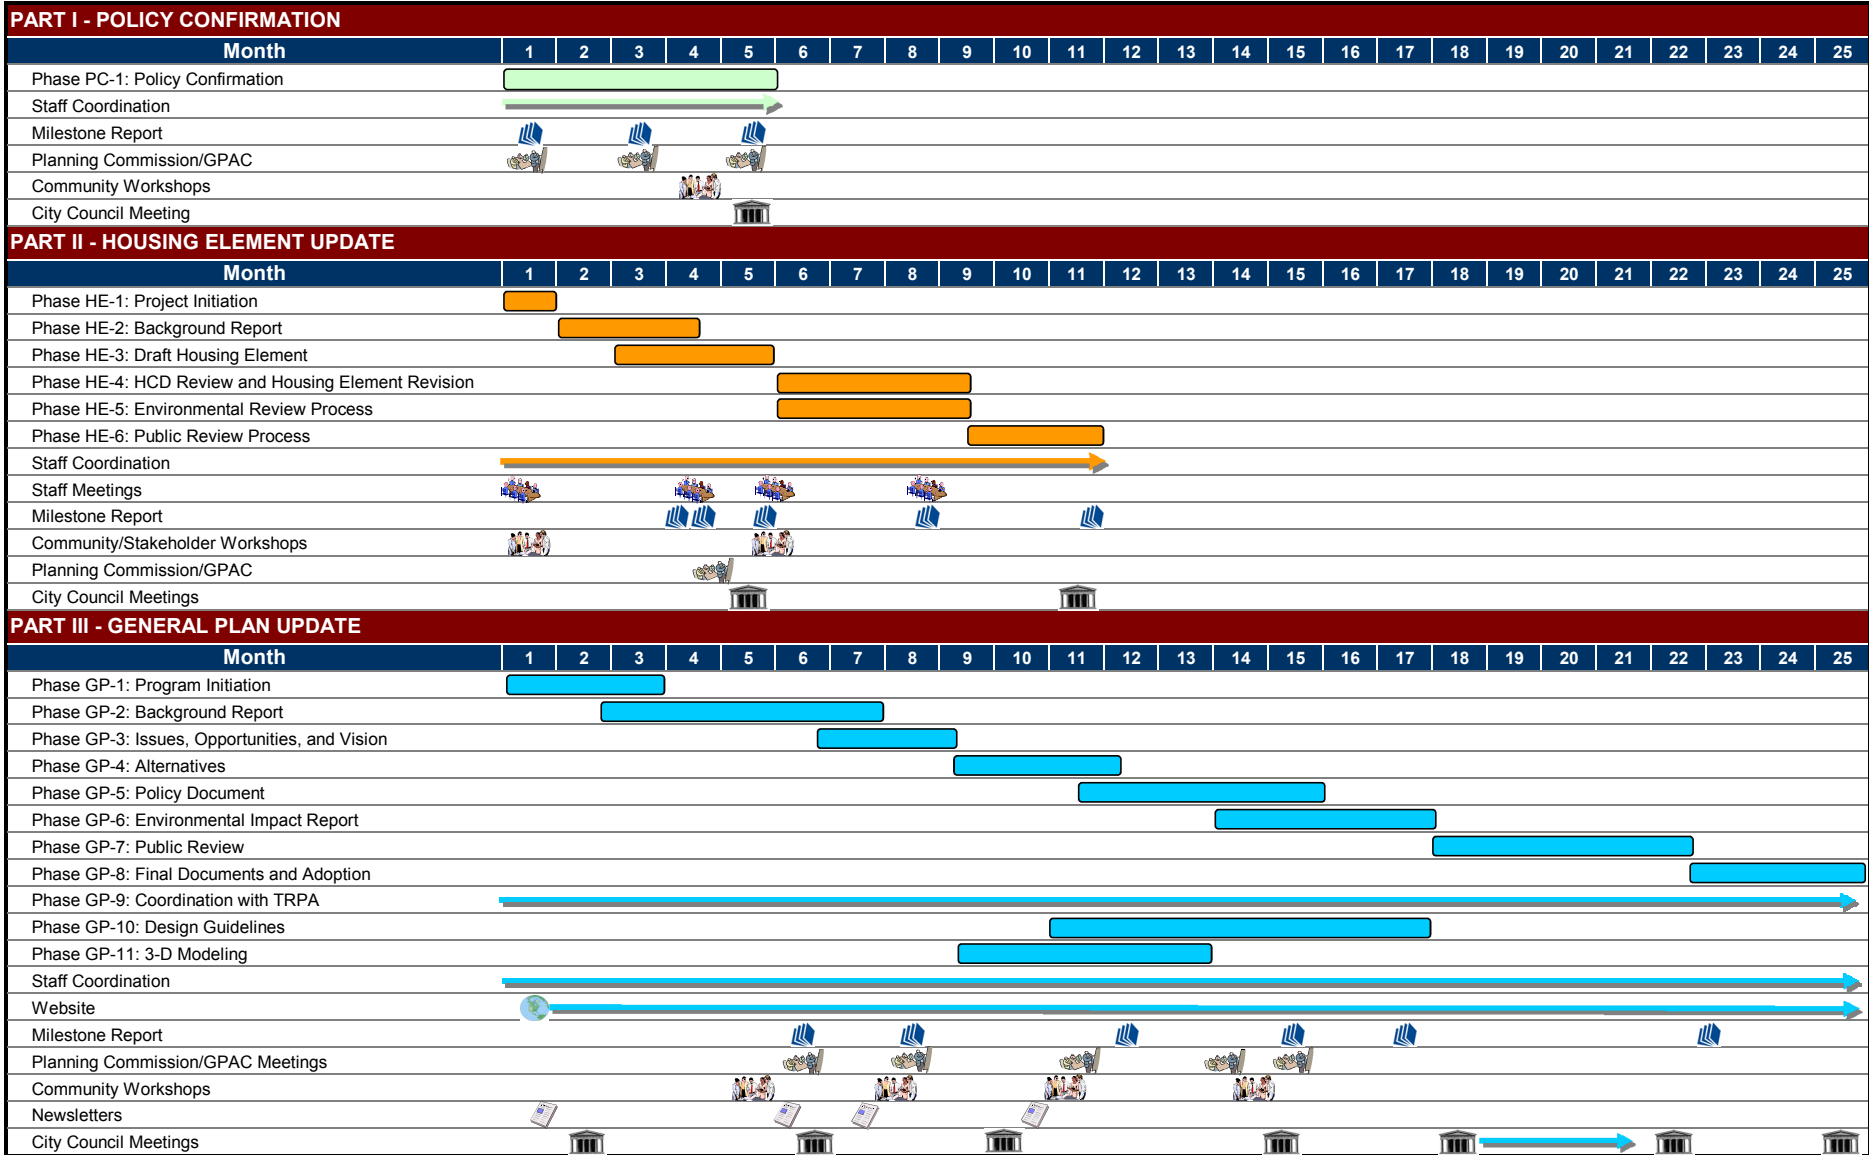 PART I - POLICY CONFIRMATION
Month 1 2 3 4 5 6 7 8 9 10 11 12 13 14 15 16 17 18 19 20 21 22 23 24 25
Phase PC-1: Policy Confirmation
Staff Coordination
Milestone Report
Planning Commission/GPAC
Community Workshops
City Council Meeting
PART II - HOUSING ELEMENT UPDATE
Month 1 2 3 4 5 6 7 8 9 10 11 12 13 14 15 16 17 18 19 20 21 22 23 24 25
Phase HE-1: Project Initiation
Phase HE-2: Background Report
Phase HE-3: Draft Housing Element
Phase HE-4: HCD Review and Housing Element Revision
Phase HE-5: Environmental Review Process
Phase HE-6: Public Review Process
Staff Coordination
Staff Meetings
Milestone Report
Community/Stakeholder Workshops
Planning Commission/GPAC
City Council Meetings
PART III - GENERAL PLAN UPDATE
Month 1 2 3 4 5 6 7 8 9 10 11 12 13 14 15 16 17 18 19 20 21 22 23 24 25
Phase GP-1: Program Initiation
Phase GP-2: Background Report
Phase GP-3: Issues, Opportunities, and Vision
Phase GP-4: Alternatives
Phase GP-5: Policy Document
Phase GP-6: Environmental Impact Report
Phase GP-7: Public Review
Phase GP-8: Final Documents and Adoption
Phase GP-9: Coordination with TRPA
Phase GP-10: Design Guidelines
Phase GP-11: 3-D Modeling
Staff Coordination
Website
Milestone Report
Planning Commission/GPAC Meetings
Community Workshops
Newsletters
City Council Meetings